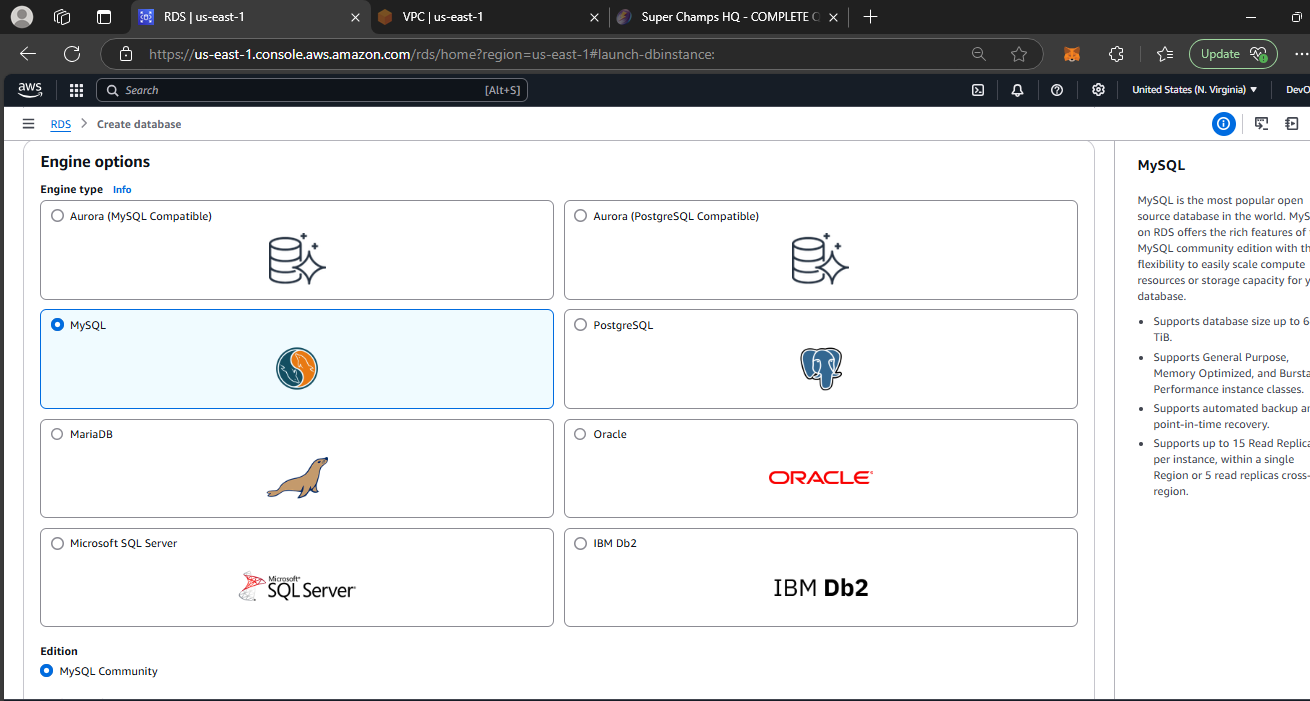 RDS | us-east-1
VPC | us-east-1
Super Champs HQ - COMPLETE
https://us-east-1.console.aws.amazon.com/rds/home?region=us-east-1#launch-dbinstance:
Update
aws
Search
[Alt+S]
United States (N. Virginia)
DevO
RDS > Create database
Engine options
Engine type Info
Aurora (MySQL Compatible)
Aurora (PostgreSQL Compatible)
MySQL
PostgreSQL
MariaDB
Oracle
ORACLE
Microsoft SQL Server
Microsoft®
SQL Server
IBM Db2
IBM Db2
Edition
MySQL Community
MySQL
MySQL is the most popular open
source database in the world. MyS
on RDS offers the rich features of
MySQL community edition with th
flexibility to easily scale compute
resources or storage capacity for y
database.
• Supports database size up to 6
TiB.
• Supports General Purpose,
Memory Optimized, and Bursta
Performance instance classes.
• Supports automated backup an
point-in-time recovery.
• Supports up to 15 Read Replica
per instance, within a single
Region or 5 read replicas cross-
region.